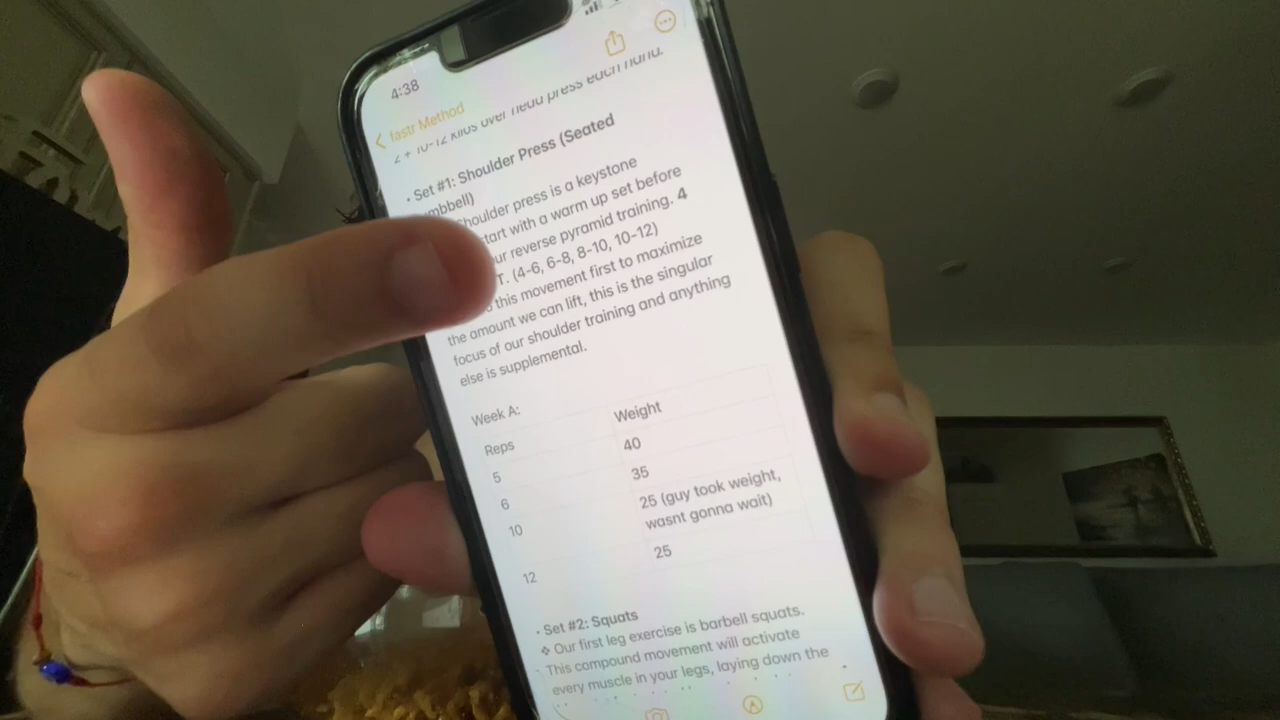 4:38
fastr Method
2+ 10-12 kilos over head press each hand.
• Set #1: Shoulder Press (Seated
mbbell)
Shoulder press is a keystone
tart with a warm up set before
ur reverse pyramid training. 4
T. (4-6, 6-8, 8-10, 10-12)
this movement first to maximize
the amount we can lift, this is the singular
focus of our shoulder training and anything
else is supplemental.
Week A:
Reps Weight
5 40
6 35
10 25 (guy took weight,
wasnt gonna wait)
12 25
• Set #2: Squats
❖ Our first leg exercise is barbell squats.
This compound movement will activate
every muscle in your legs, laying down the